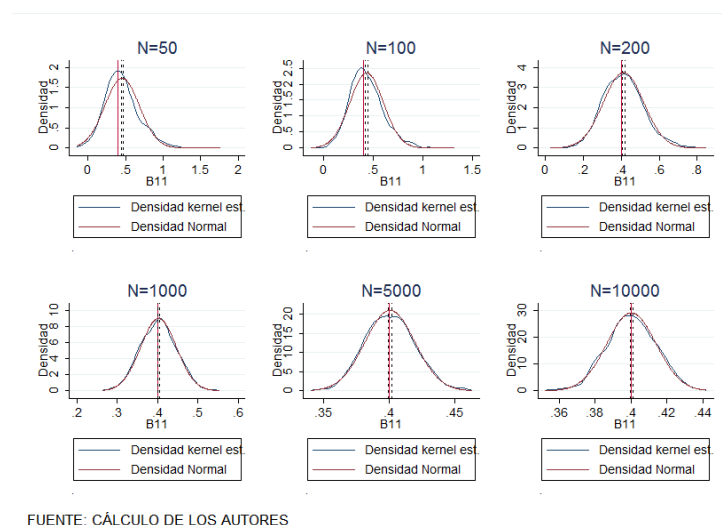 N=50
N=100
N=200
Densidad
0 .5 1 1.5 2
0 .5 1 1.5 2
B11
Densidad
0 .5 1 1.5 2 2.5
0 .5 1 1.5
B11
Densidad
0 1 2 3 4
0 .2 .4 .6 .8
B11
Densidad kernel est.
Densidad Normal
Densidad kernel est.
Densidad Normal
Densidad kernel est.
Densidad Normal
N=1000
N=5000
N=10000
Densidad
0 2 4 6 8 10
.2 .3 .4 .5 .6
B11
Densidad
0 5 10 15 20
.35 .4 .45
B11
Densidad
0 10 20 30
.36 .38 .4 .42 .44
B11
Densidad kernel est.
Densidad Normal
Densidad kernel est.
Densidad Normal
Densidad kernel est.
Densidad Normal
FUENTE: CÁLCULO DE LOS AUTORES